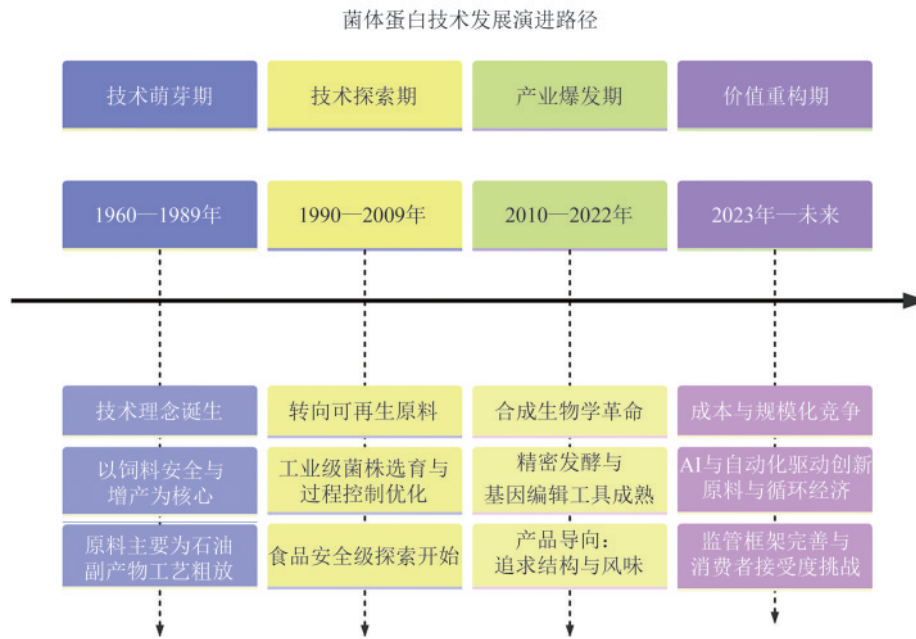 菌体蛋白技术发展演进路径
技术萌芽期
技术探索期
产业爆发期
价值重构期
1960—1989年
1990—2009年
2010—2022年
2023年—未来
技术理念诞生
转向可再生原料
合成生物学革命
成本与规模化竞争
以饲料安全与
增产为核心
工业级菌株选育与
过程控制优化
精密发酵与
基因编辑工具成熟
AI与自动化驱动创新
原料与循环经济
原料主要为石油
副产物工艺粗放
食品安全级探索开始
产品导向：
追求结构与风味
监管框架完善与
消费者接受度挑战